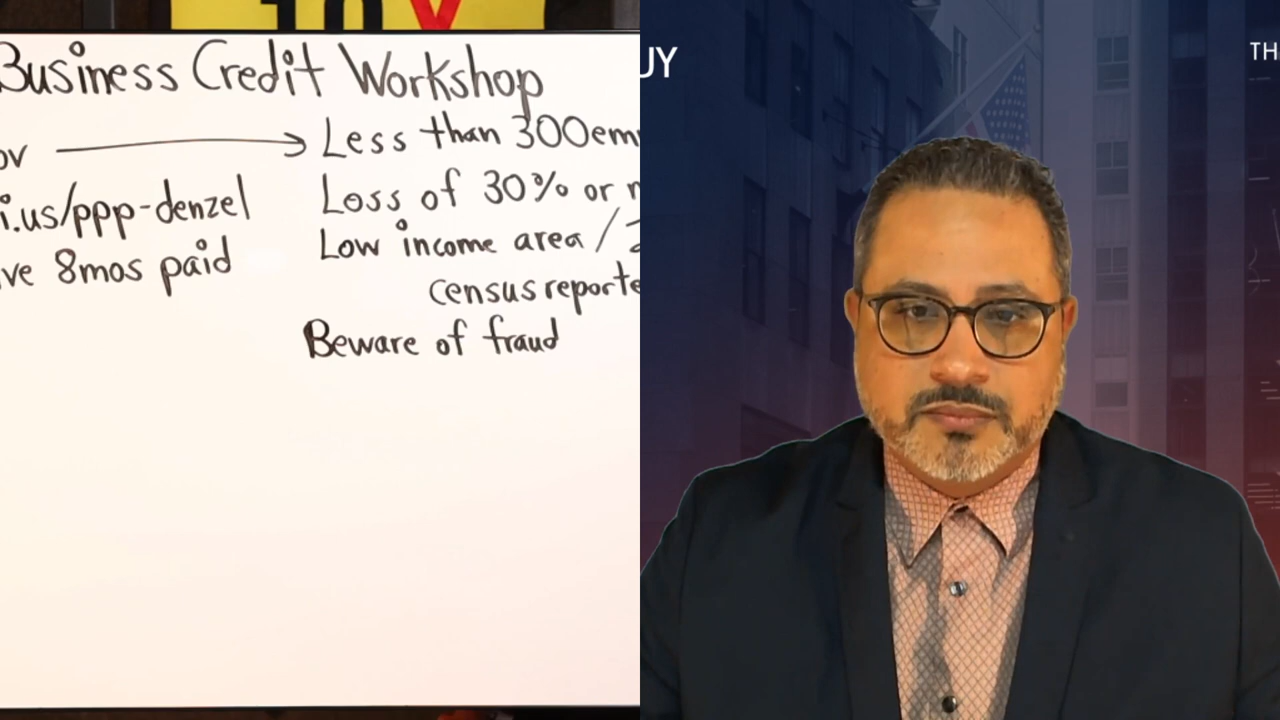 10X
Business Credit Workshop
ov → Less than 300em
i.us/ppp-denzel
Loss of 30% or
ve 8mos paid
Low income area /
census reporte
Beware of fraud
UY
TH